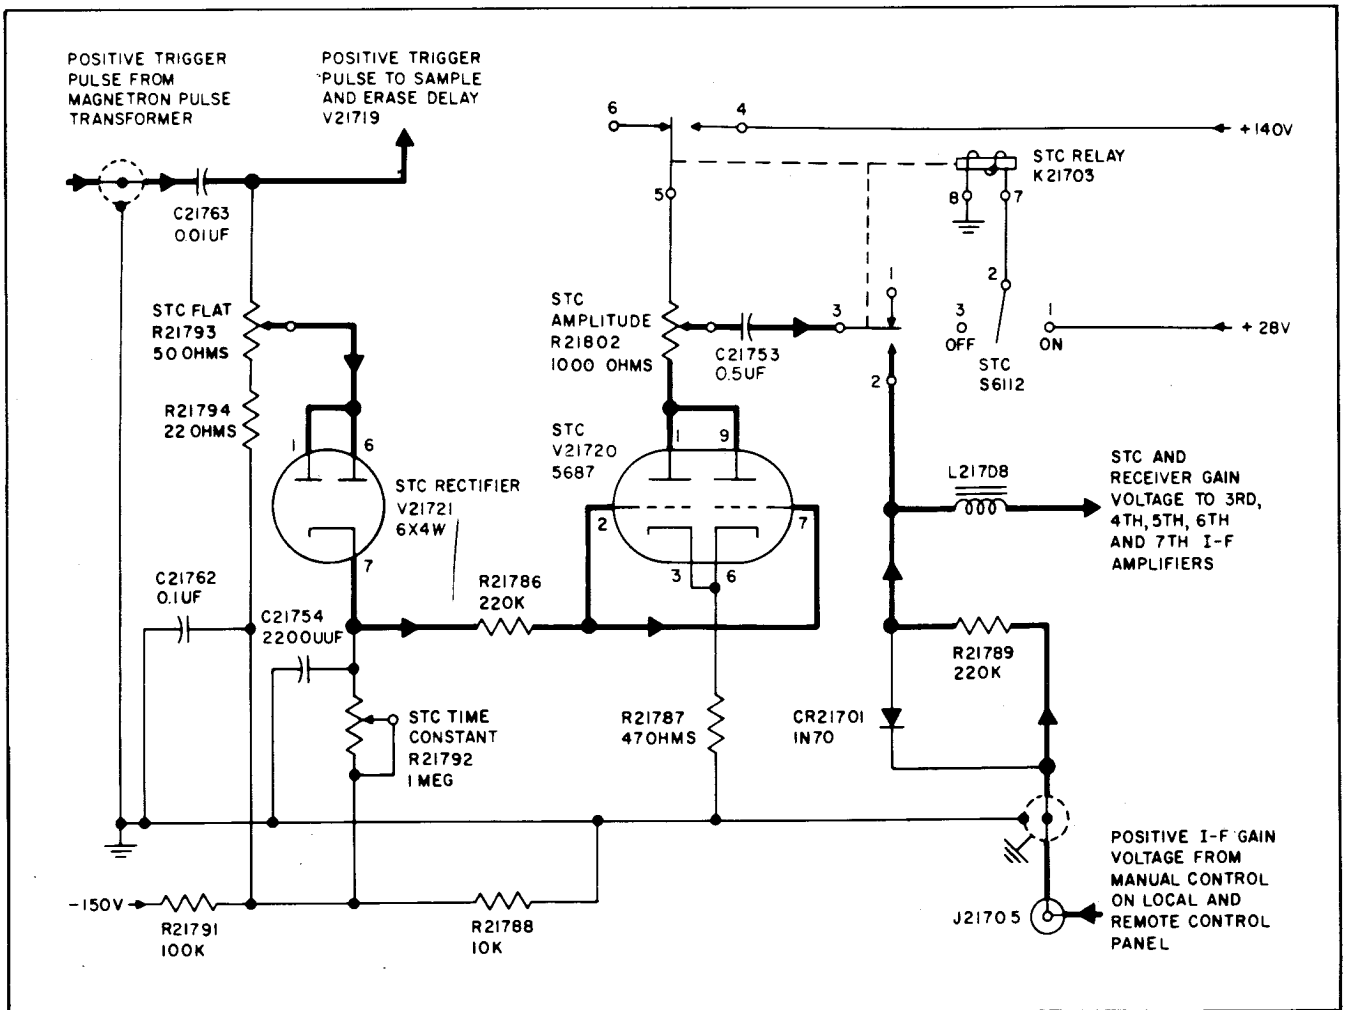 POSITIVE TRIGGER
PULSE FROM
MAGNETRON PULSE
TRANSFORMER
POSITIVE TRIGGER
PULSE TO SAMPLE
AND ERASE DELAY
V21719
6
4
+140V
STC RELAY
K21703
5
8
7
C21763
0.01UF
STC FLAT
R21793
50 OHMS
STC
AMPLITUDE
R21802
1000 OHMS
C21753
0.5UF
3
1
2
2
3
OFF
1
ON
+28V
STC
S6112
R21794
22 OHMS
1
6
STC RECTIFIER
V21721
6X4W
7
STC
V21720
5687
1
9
2
7
3
6
L217D8
STC AND
RECEIVER GAIN
VOLTAGE TO 3RD,
4TH, 5TH, 6TH
AND 7TH I-F
AMPLIFIERS
C21762
0.1UF
C21754
2200UUF
R21786
220K
R21789
220K
STC TIME
CONSTANT
R21792
1 MEG
R21787
47OHMS
CR21701
IN70
-150V
R21791
100K
R21788
10K
J21705
POSITIVE I-F GAIN
VOLTAGE FROM
MANUAL CONTROL
ON LOCAL AND
REMOTE CONTROL
PANEL